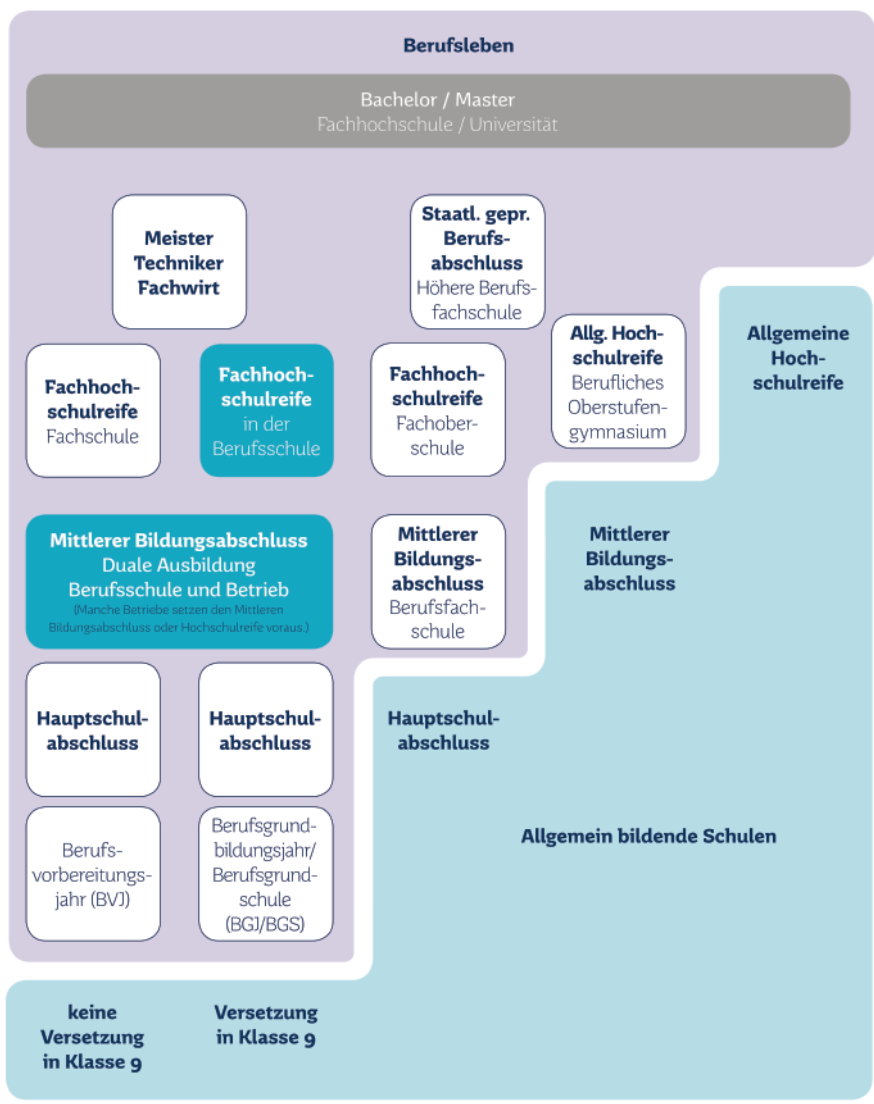 Berufsleben
Bachelor / Master
Fachhochschule / Universität
Meister
Techniker
Fachwirt
Staatl. gepr.
Berufs-
abschluss
Höhere Berufs-
fachschule
Fachhoch-
schulreife
Fachschule
Fachhoch-
schulreife
in der
Berufsschule
Fachhoch-
schulreife
Fachober-
schule
Allg. Hoch-
schulreife
Berufliches
Oberstufen-
gymnasium
Allgemeine
Hoch-
schulreife
Mittlerer Bildungsabschluss
Duale Ausbildung
Berufsschule und Betrieb
(Manche Betriebe setzen den Mittleren
Bildungsabschluss oder Hochschulreife voraus.)
Mittlerer
Bildungs-
abschluss
Berufsfach-
schule
Mittlerer
Bildungs-
abschluss
Hauptschul-
abschluss
Hauptschul-
abschluss
Hauptschul-
abschluss
Berufs-
vorbereitungs-
jahr (BVJ)
Berufsgrund-
bildungsjahr/
Berufsgrund-
schule
(BGJ/BGS)
Allgemein bildende Schulen
keine
Versetzung
in Klasse 9
Versetzung
in Klasse 9